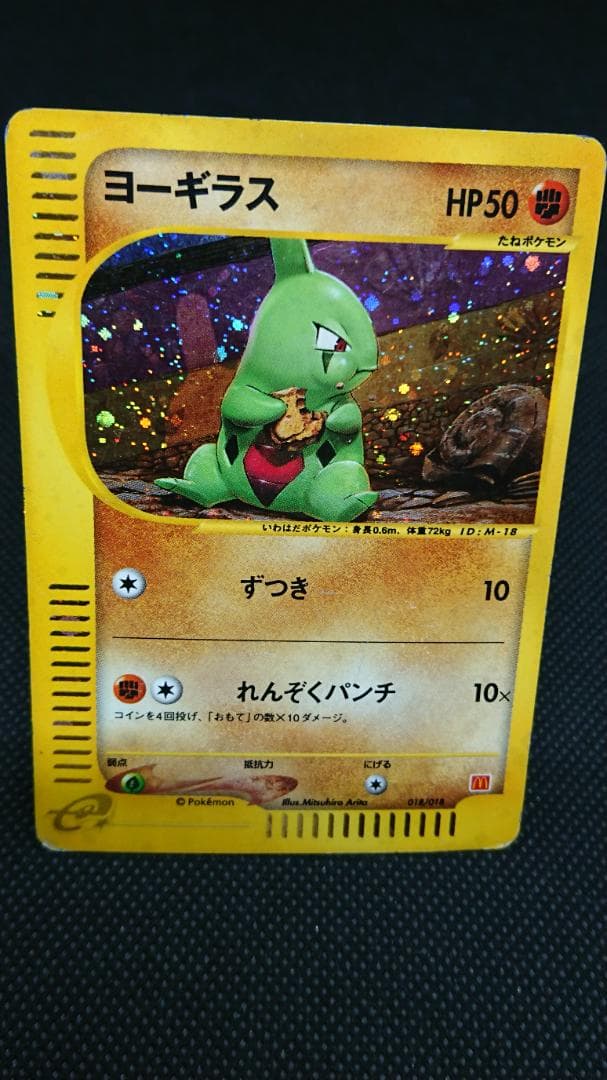 ヨーギラス
HP50
たねポケモン
いわはだポケモン：身長0.6m、体重72kg ID:M-18
ずつき 10
れんぞくパンチ 10×
コインを4回投げ、「おもて」の数×10ダメージ。
弱点 抵抗力 にげる
©Pokémon Illus.Mitsuhiro Arita 018/018